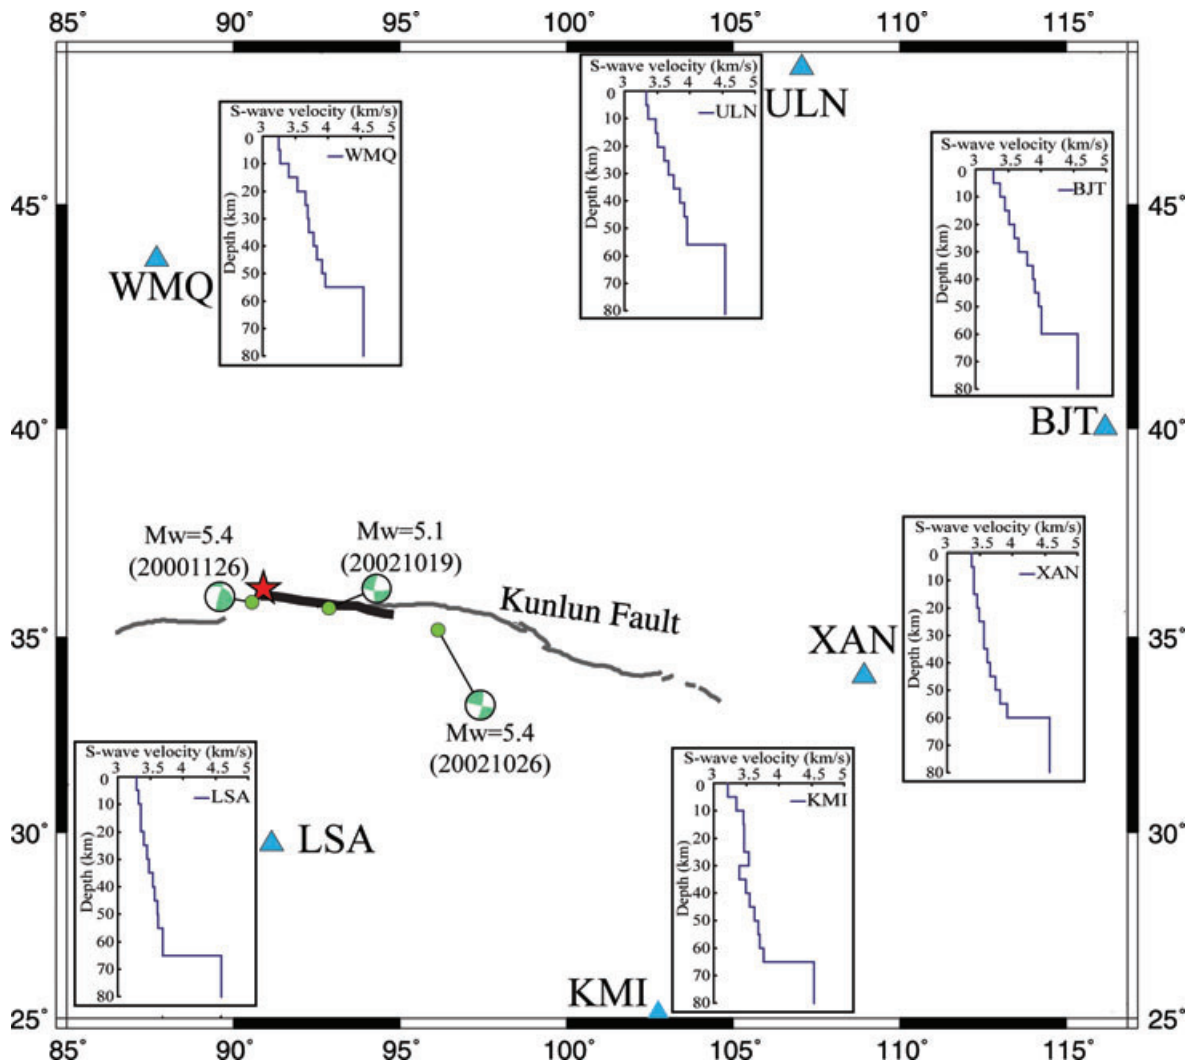 85° 90° 95° 100° 105° 110° 115°
S-wave velocity (km/s)
3 3.5 4 4.5 5
0
10
20
30
40
50
60
70
80
Depth (km)
ULN
ULN
S-wave velocity (km/s)
3 3.5 4 4.5 5
0
10
20
30
40
50
60
70
80
Depth (km)
WMQ
WMQ
S-wave velocity (km/s)
3 3.5 4 4.5 5
0
10
20
30
40
50
60
70
80
Depth (km)
BJT
BJT
45° 45°
40° 40°
Mw=5.4
(20001126)
Mw=5.1
(20021019)
Kunlun Fault
35° 35°
XAN
S-wave velocity (km/s)
3 3.5 4 4.5 5
0
10
20
30
40
50
60
70
80
Depth (km)
XAN
Mw=5.4
(20021026)
S-wave velocity (km/s)
3 3.5 4 4.5 5
0
10
20
30
40
50
60
70
80
Depth (km)
LSA
LSA
30° 30°
S-wave velocity (km/s)
3 3.5 4 4.5 5
0
10
20
30
40
50
60
70
80
Depth (km)
KMI
KMI
25° 25°
85° 90° 95° 100° 105° 110° 115°